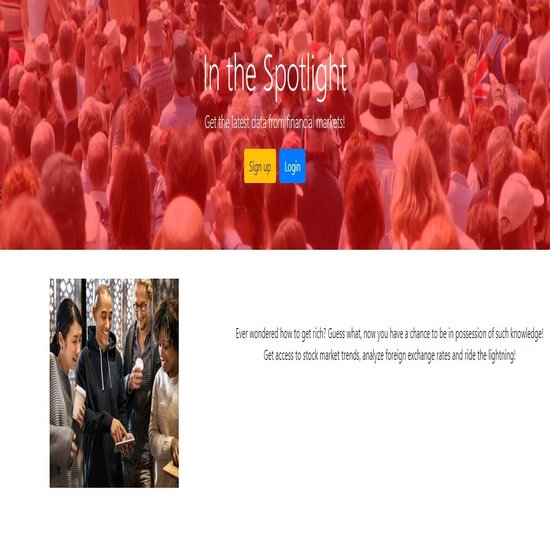 In the Spotlight
Get the latest data from financial markets!
Sign up Login
Ever wondered how to get rich? Guess what, now you have a chance to be in possession of such knowledge!
Get access to stock market trends, analyze foreign exchange rates and ride the lightning!